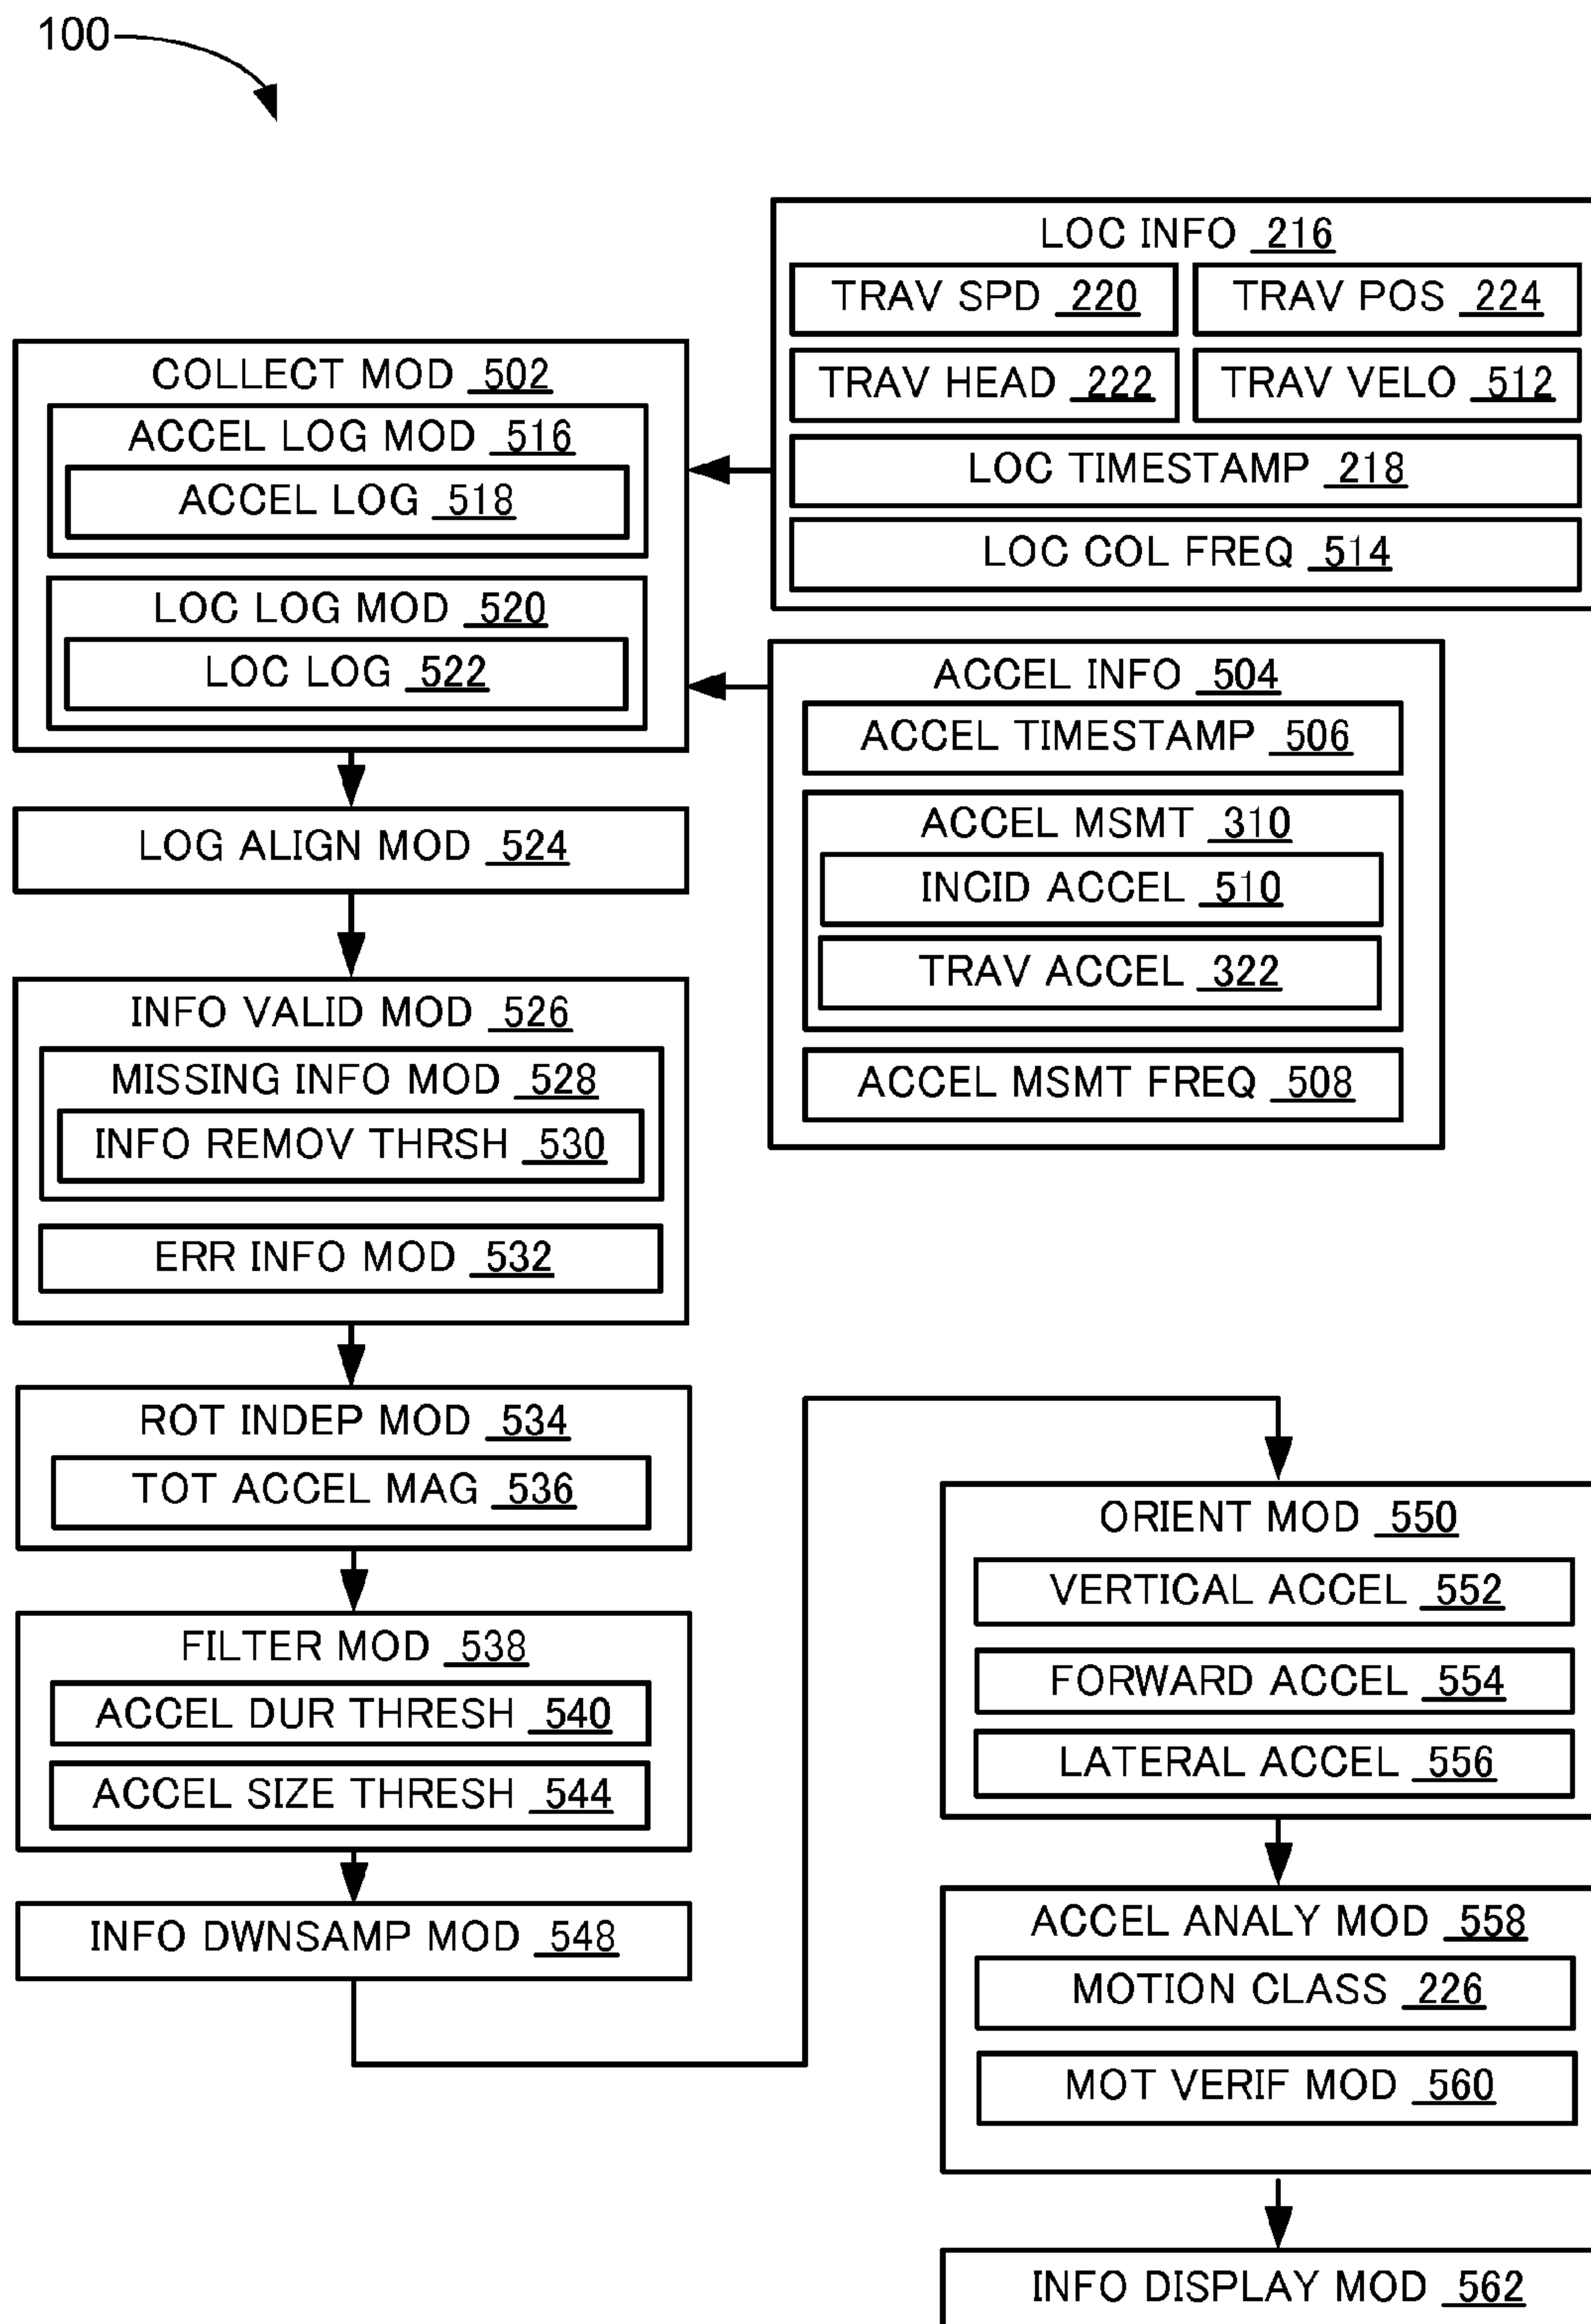 100
LOC INFO 216
TRAV SPD 220
TRAV POS 224
TRAV HEAD 222
TRAV VELO 512
LOC TIMESTAMP 218
LOC COL FREQ 514
COLLECT MOD 502
ACCEL LOG MOD 516
ACCEL LOG 518
LOC LOG MOD 520
LOC LOG 522
ACCEL INFO 504
ACCEL TIMESTAMP 506
ACCEL MSMT 310
INCID ACCEL 510
TRAV ACCEL 322
ACCEL MSMT FREQ 508
LOG ALIGN MOD 524
INFO VALID MOD 526
MISSING INFO MOD 528
INFO REMOV THRSH 530
ERR INFO MOD 532
ROT INDEP MOD 534
TOT ACCEL MAG 536
FILTER MOD 538
ACCEL DUR THRESH 540
ACCEL SIZE THRESH 544
INFO DWNSAMP MOD 548
ORIENT MOD 550
VERTICAL ACCEL 552
FORWARD ACCEL 554
LATERAL ACCEL 556
ACCEL ANALY MOD 558
MOTION CLASS 226
MOT VERIF MOD 560
INFO DISPLAY MOD 562